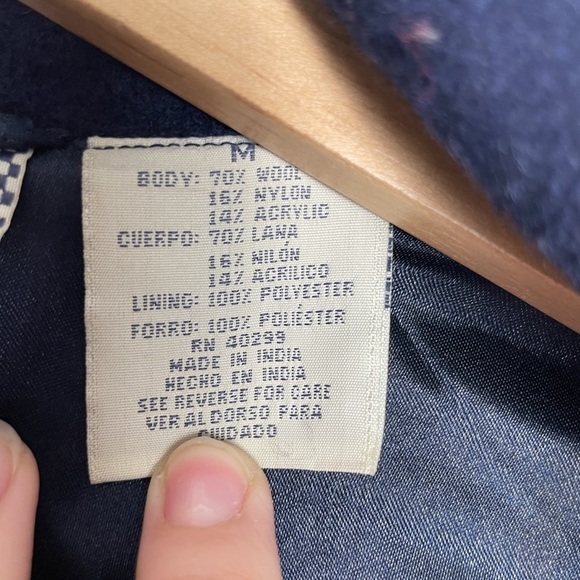 M
BODY: 70% WOOL
16% NYLON
14% ACRYLIC
CUERPO: 70% LANA
16% NILÓN
14% ACRILICO
LINING: 100% POLYESTER
FORRO: 100% POLIÉSTER
RN 40299
MADE IN INDIA
HECHO EN INDIA
SEE REVERSE FOR CARE
VER AL DORSO PARA
CUIDADO